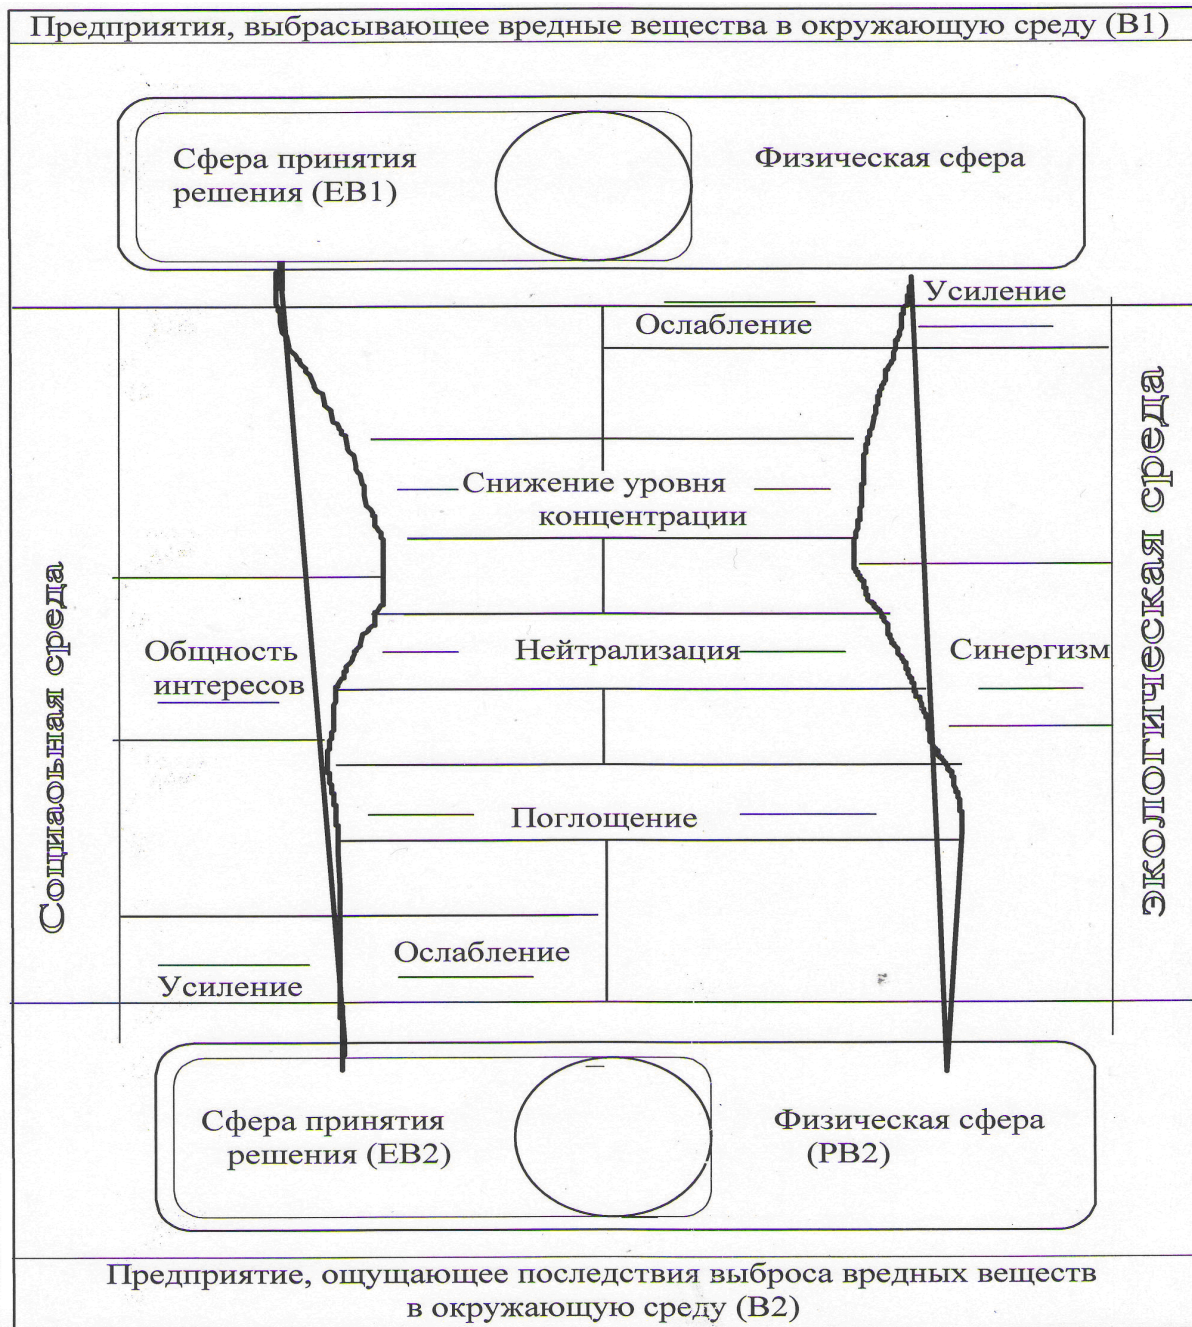 Предприятия, выбрасывающее вредные вещества в окружающую среду (В1)
Сфера принятия
решения (ЕВ1)
Физическая сфера
Усиление
Ослабление
Снижение уровня
концентрации
Социаоьная среда
экологическая среда
Общность
интересов
Нейтрализация
Синергизм
Поглощение
Ослабление
Усиление
Сфера принятия
решения (ЕВ2)
Физическая сфера
(РВ2)
Предприятие, ощущающее последствия выброса вредных веществ
в окружающую среду (В2)